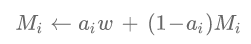 M_i ← a_i w + (1−a_i)M_i